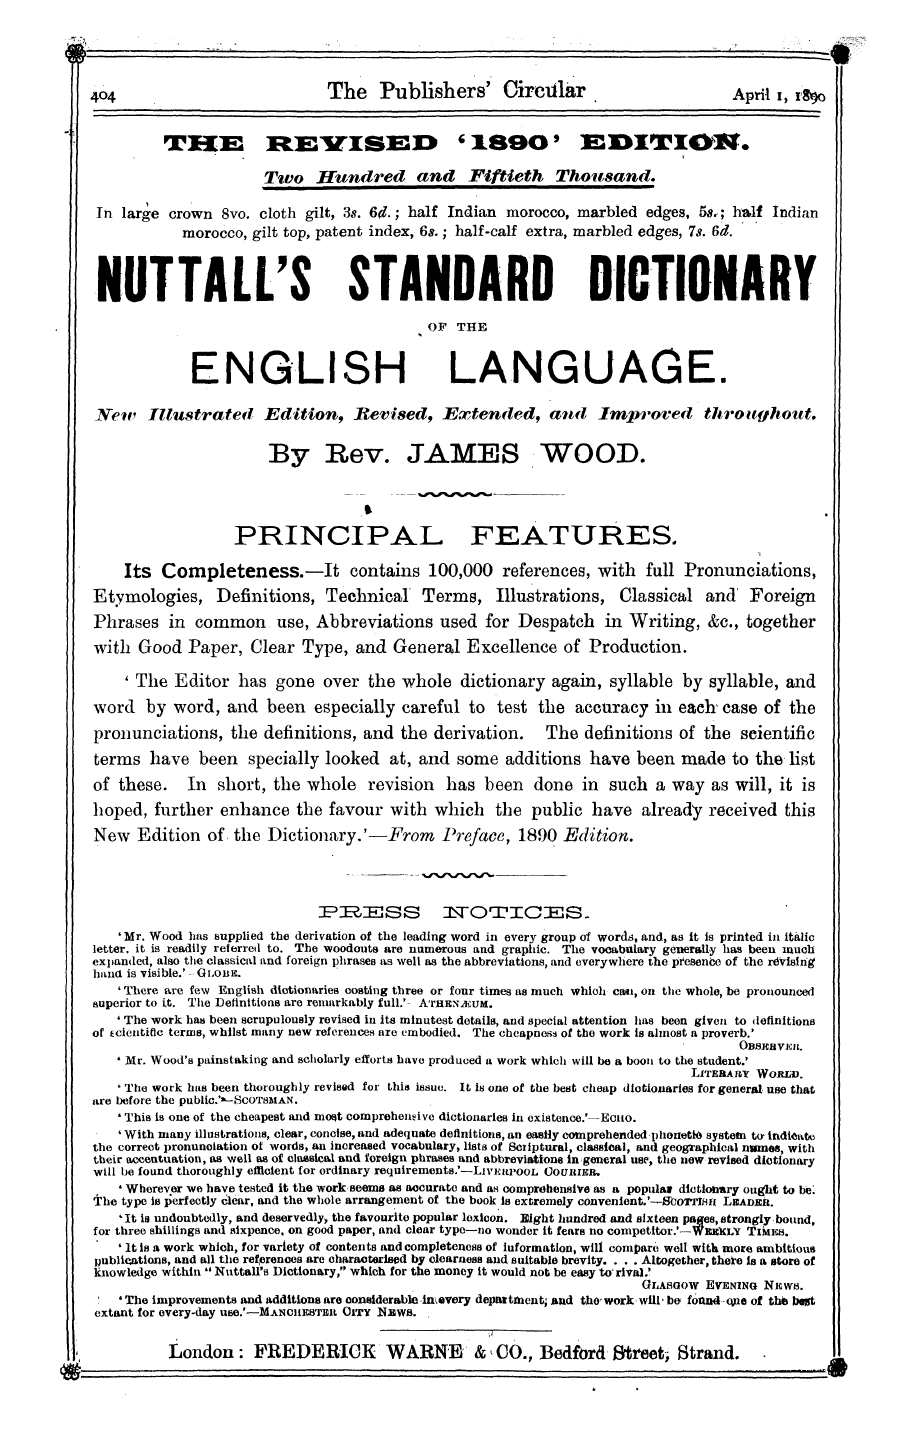 404 The Publishers' Circular April 1, 1890
THE REVISED '1890' EDITION.
Two Hundred and Fiftieth Thousand.
In large crown 8vo. cloth gilt, 3s. 6d.; half Indian morocco, marbled edges, 5s.; half Indian
morocco, gilt top, patent index, 6s.; half-calf extra, marbled edges, 7s. 6d.
NUTTALL'S STANDARD DICTIONARY
OF THE
ENGLISH LANGUAGE.
New Illustrated Edition, Revised, Extended, and Improved throughout.
By Rev. JAMES WOOD.
PRINCIPAL FEATURES.
Its Completeness.—It contains 100,000 references, with full Pronunciations,
Etymologies, Definitions, Technical Terms, Illustrations, Classical and Foreign
Phrases in common use, Abbreviations used for Despatch in Writing, &c., together
with Good Paper, Clear Type, and General Excellence of Production.
'The Editor has gone over the whole dictionary again, syllable by syllable, and
word by word, and been especially careful to test the accuracy in each case of the
pronunciations, the definitions, and the derivation. The definitions of the scientific
terms have been specially looked at, and some additions have been made to the list
of these. In short, the whole revision has been done in such a way as will, it is
hoped, further enhance the favour with which the public have already received this
New Edition of the Dictionary.'—From Preface, 1890 Edition.
PRESS NOTICES.
'Mr. Wood has supplied the derivation of the leading word in every group of words, and, as it is printed in italic
letter, it is readily referred to. The woodcuts are numerous and graphic. The vocabulary generally has been much
expanded, also the classical and foreign phrases as well as the abbreviations, and everywhere the presence of the revising
hand is visible.'—GLOBE.
'There are few English dictionaries costing three or four times as much which can, on the whole, be pronounced
superior to it. The Definitions are remarkably full.'—ATHENÆUM.
'The work has been scrupulously revised in its minutest details, and special attention has been given to definitions
of scientific terms, whilst many new references are embodied. The cheapness of the work is almost a proverb.'
OBSERVER.
'Mr. Wood's painstaking and scholarly efforts have produced a work which will be a boon to the student.'
LITERARY WORLD.
'The work has been thoroughly revised for this issue. It is one of the best cheap dictionaries for general use that
are before the public.'—SCOTSMAN.
'This is one of the cheapest and most comprehensive dictionaries in existence.'—ECHO.
'With many illustrations, clear, concise, and adequate definitions, an easily comprehended phonetic system to indicate
the correct pronunciation of words, an increased vocabulary, lists of Scriptural, classical, and geographical names, with
their accentuation, as well as of classical and foreign phrases and abbreviations in general use, the new revised dictionary
will be found thoroughly efficient for ordinary requirements.'—LIVERPOOL COURIER.
'Wherever we have tested it the work seems as accurate and as comprehensive as a popular dictionary ought to be.
The type is perfectly clear, and the whole arrangement of the book is extremely convenient.'—SCOTTISH LEADER.
'It is undoubtedly, and deservedly, the favourite popular lexicon. Eight hundred and sixteen pages, strongly bound,
for three shillings and sixpence, on good paper, and clear type—no wonder it fears no competitor.'—WEEKLY TIMES.
'It is a work which, for variety of contents and completeness of information, will compare well with more ambitious
publications, and all the references are characterised by clearness and suitable brevity. . . . Altogether, there is a store of
knowledge within "Nuttall's Dictionary," which for the money it would not be easy to rival.'
GLASGOW EVENING NEWS.
'The improvements and additions are considerable in every department; and the work will be found one of the best
extant for every-day use.'—MANCHESTER CITY NEWS.
London: FREDERICK WARNE & CO., Bedford Street, Strand.